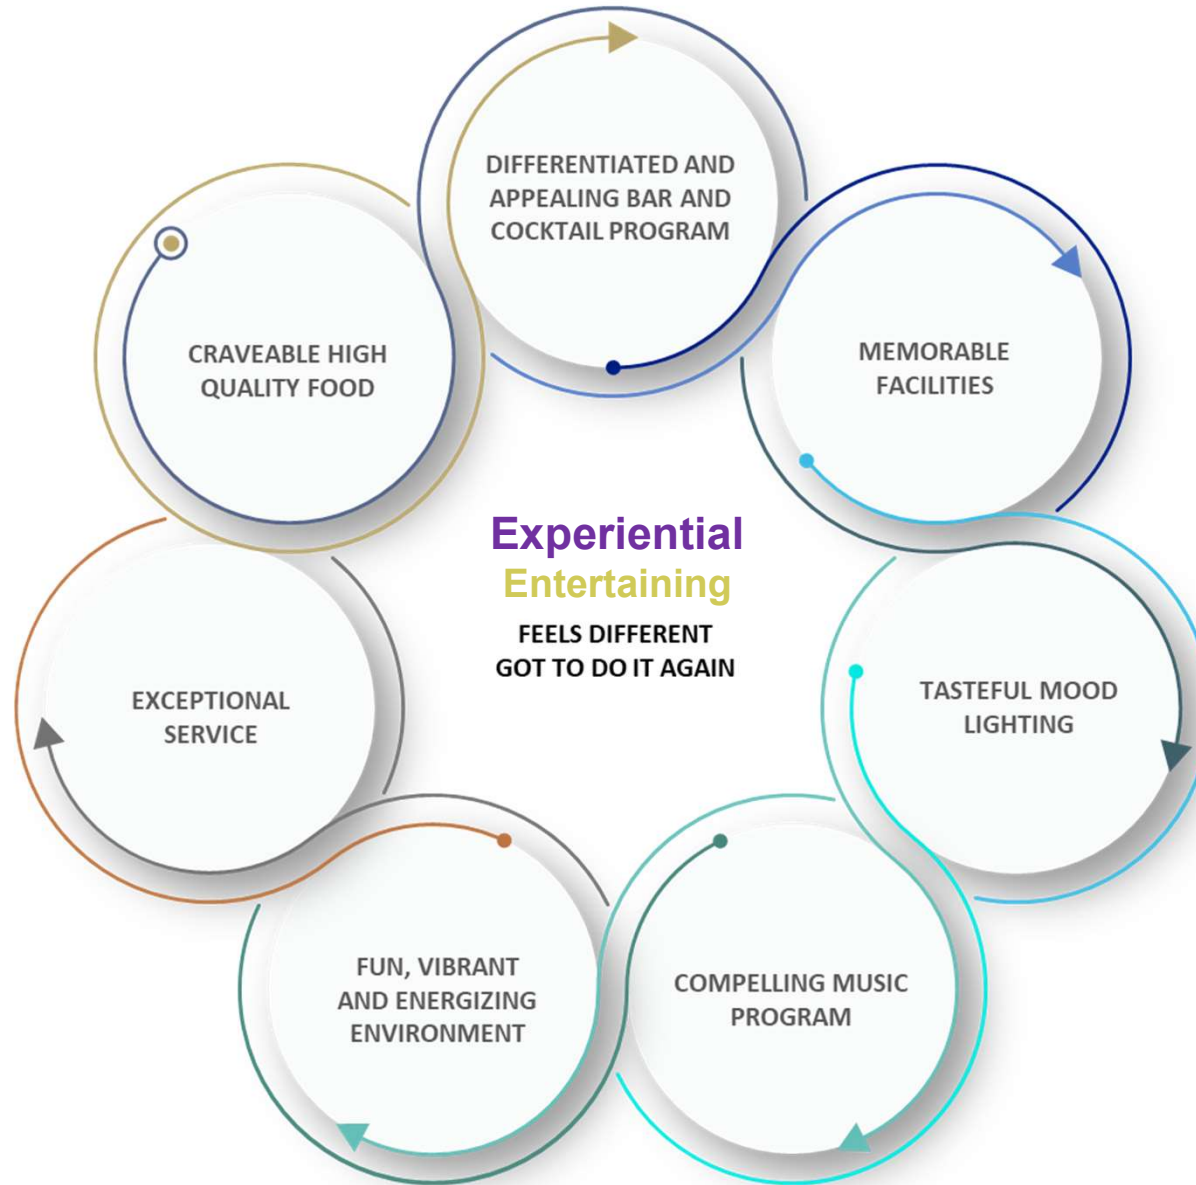 DIFFERENTIATED AND
APPEALING BAR AND
COCKTAIL PROGRAM
MEMORABLE
FACILITIES
TASTEFUL MOOD
LIGHTING
COMPELLING MUSIC
PROGRAM
FUN, VIBRANT
AND ENERGIZING
ENVIRONMENT
EXCEPTIONAL
SERVICE
CRAVEABLE HIGH
QUALITY FOOD
Experiential
Entertaining
FEELS DIFFERENT
GOT TO DO IT AGAIN